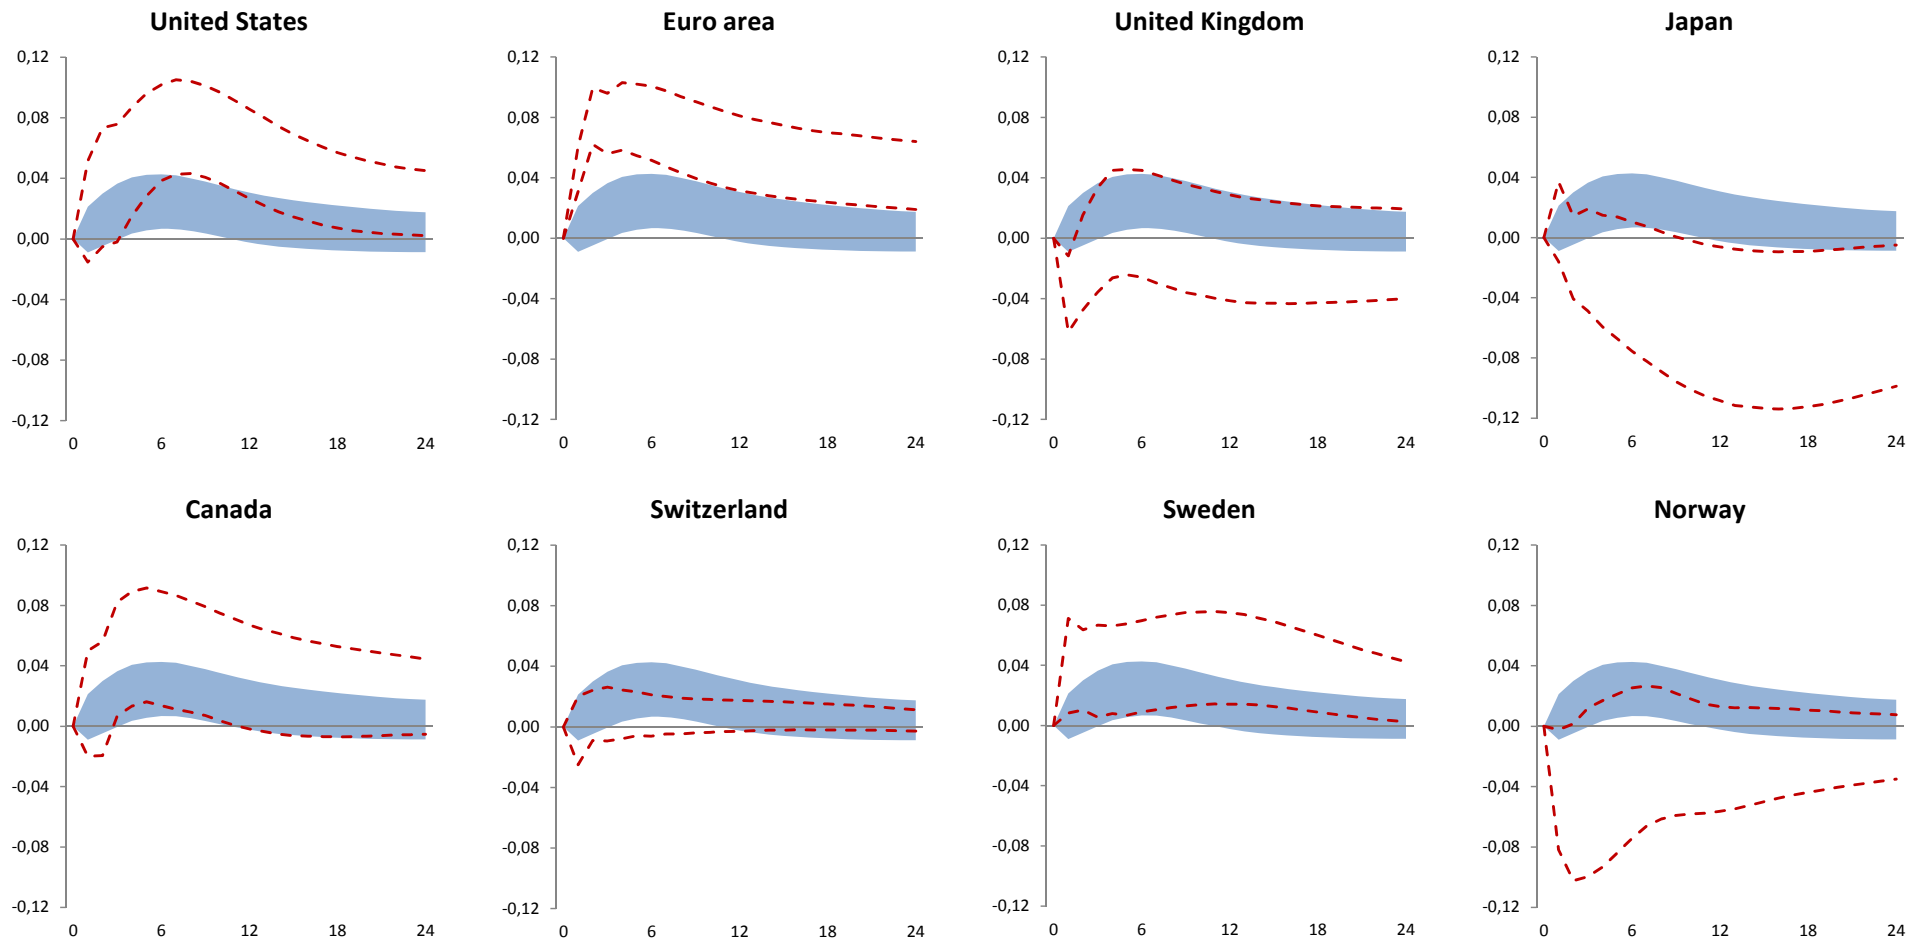 United States Euro area United Kingdom Japan
0,12 0,12 0,12 0,12
0,08 0,08 0,08 0,08
0,04 0,04 0,04 0,04
0,00 0,00 0,00 0,00
-0,04 -0,04 -0,04 -0,04
-0,08 -0,08 -0,08 -0,08
-0,12 -0,12 -0,12 -0,12
0 6 12 18 24 0 6 12 18 24 0 6 12 18 24 0 6 12 18 24
Canada Switzerland Sweden Norway
0,12 0,12 0,12 0,12
0,08 0,08 0,08 0,08
0,04 0,04 0,04 0,04
0,00 0,00 0,00 0,00
-0,04 -0,04 -0,04 -0,04
-0,08 -0,08 -0,08 -0,08
-0,12 -0,12 -0,12 -0,12
0 6 12 18 24 0 6 12 18 24 0 6 12 18 24 0 6 12 18 24